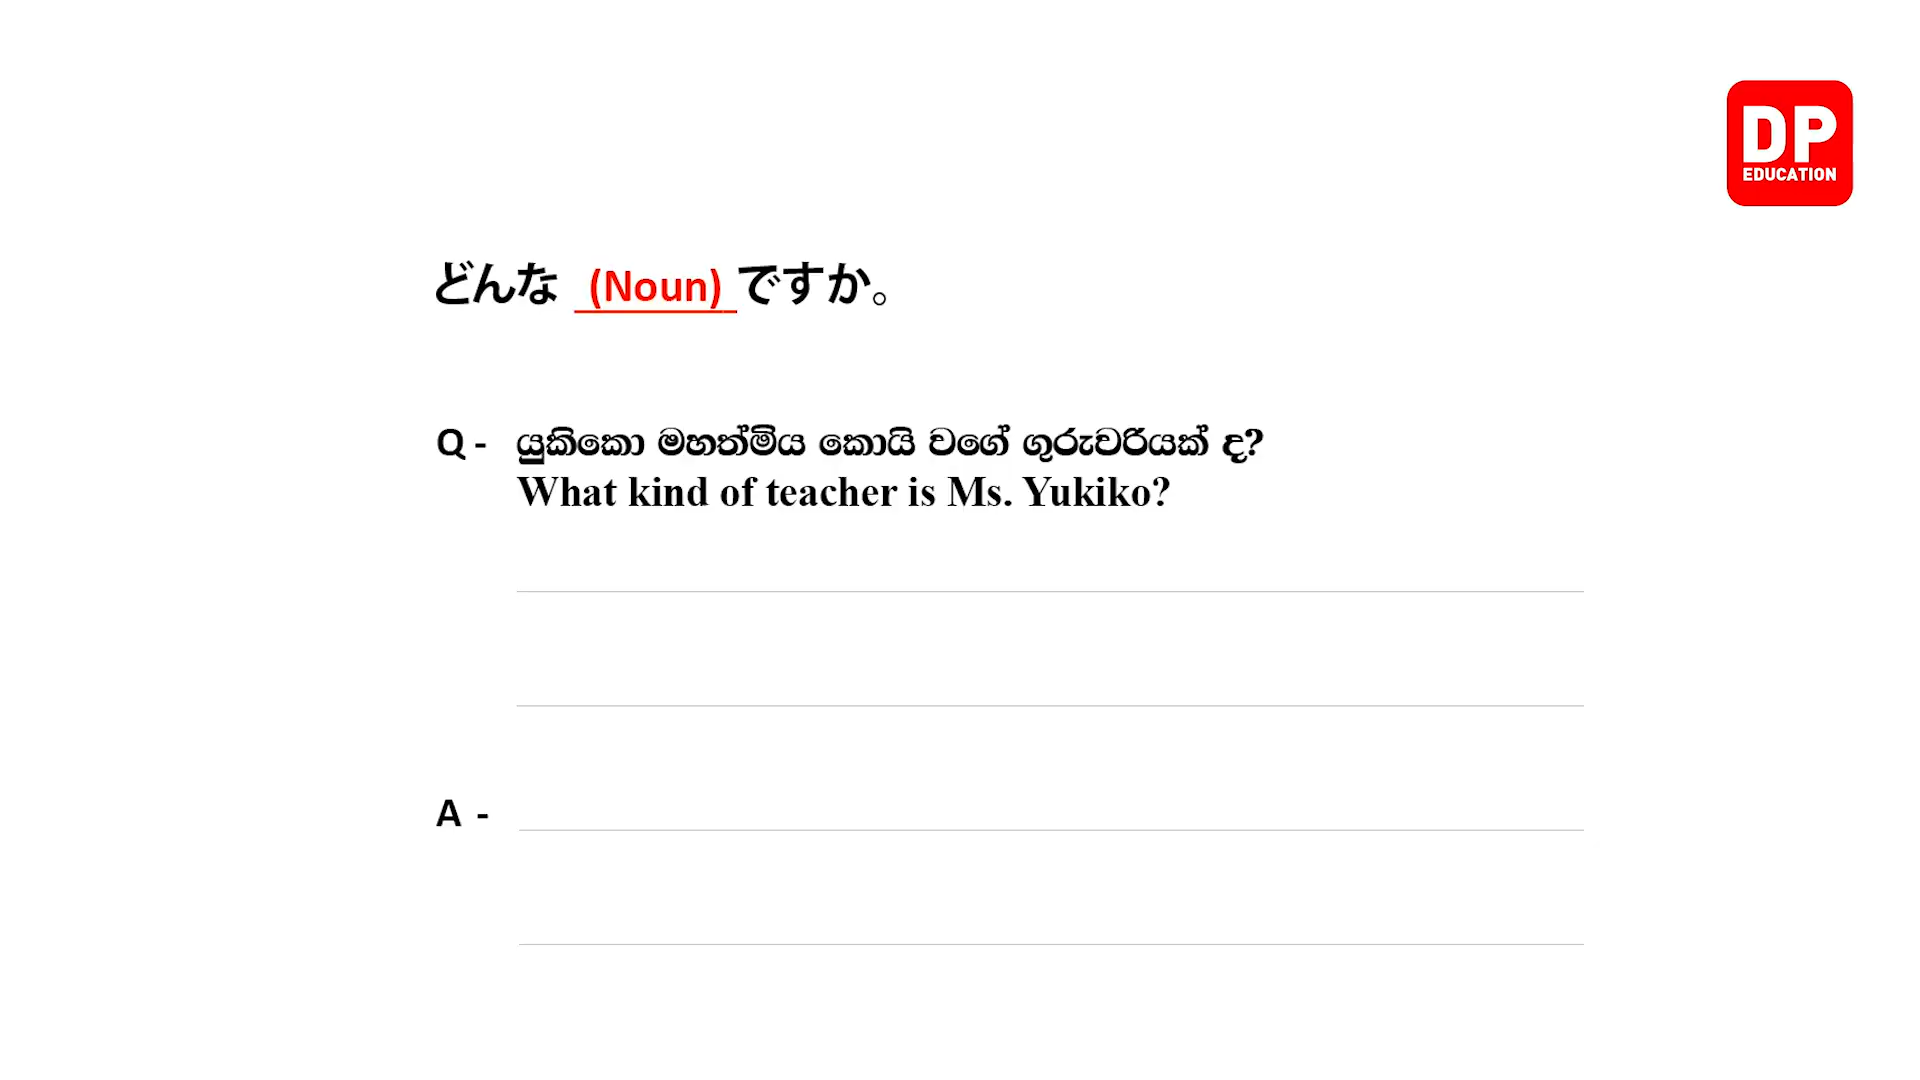 DP
EDUCATION
どんな (Noun) ですか。
Q - යුකිකො මහත්මිය කොයි වගේ ගුරුවරියක් ද?
What kind of teacher is Ms. Yukiko?
A -